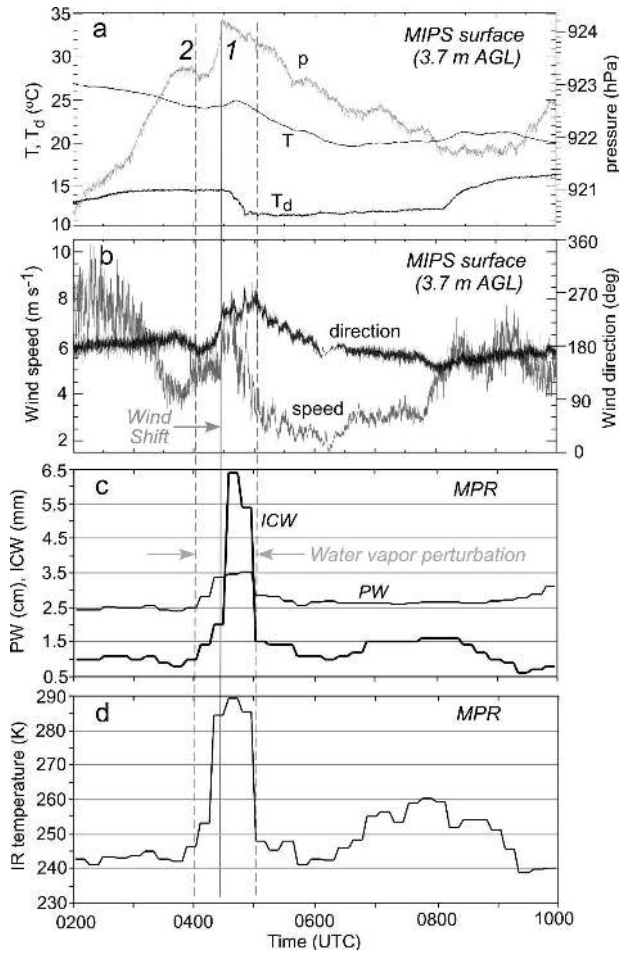 a
2
1
p
MIPS surface
(3.7 m AGL)
T
Td
35
30
25
20
15
10
T, Td (ºC)
924
923
922
921
pressure (hPa)
b
MIPS surface
(3.7 m AGL)
direction
speed
Wind
Shift
10
8
6
4
2
Wind speed (m s⁻¹)
360
270
180
90
0
Wind direction (deg)
c
MPR
ICW
Water vapor perturbation
PW
6.5
5.5
4.5
3.5
2.5
1.5
0.5
PW (cm), ICW (mm)
d
MPR
290
280
270
260
250
240
230
IR temperature (K)
0200
0400
0600
0800
1000
Time (UTC)